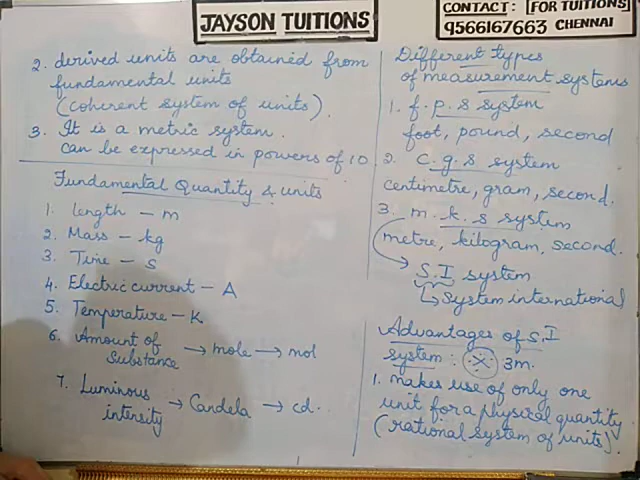 JAYSON TUITIONS
CONTACT: [FOR TUITIONS]
9566167663 CHENNAI
Different types
of measurement systems
1. f.p.s system
foot, pound, second
2. c.g.s system
centimetre, gram, second.
3. m.k.s system
metre, kilogram, second.
→ S.I system
↳ System international
Advantages of S.I
system: * 3m.
1. makes use of only one
unit for a physical quantity
(rational system of units).
2. derived units are obtained from
fundamental units
(coherent system of units).
3. It is a metric system.
can be expressed in powers of 10.
Fundamental Quantity & units
1. length – m
2. Mass – kg
3. Time – s
4. Electric current – A
5. Temperature – K
6. Amount of
substance → mole → mol
7. Luminous
intensity → Candela → cd.